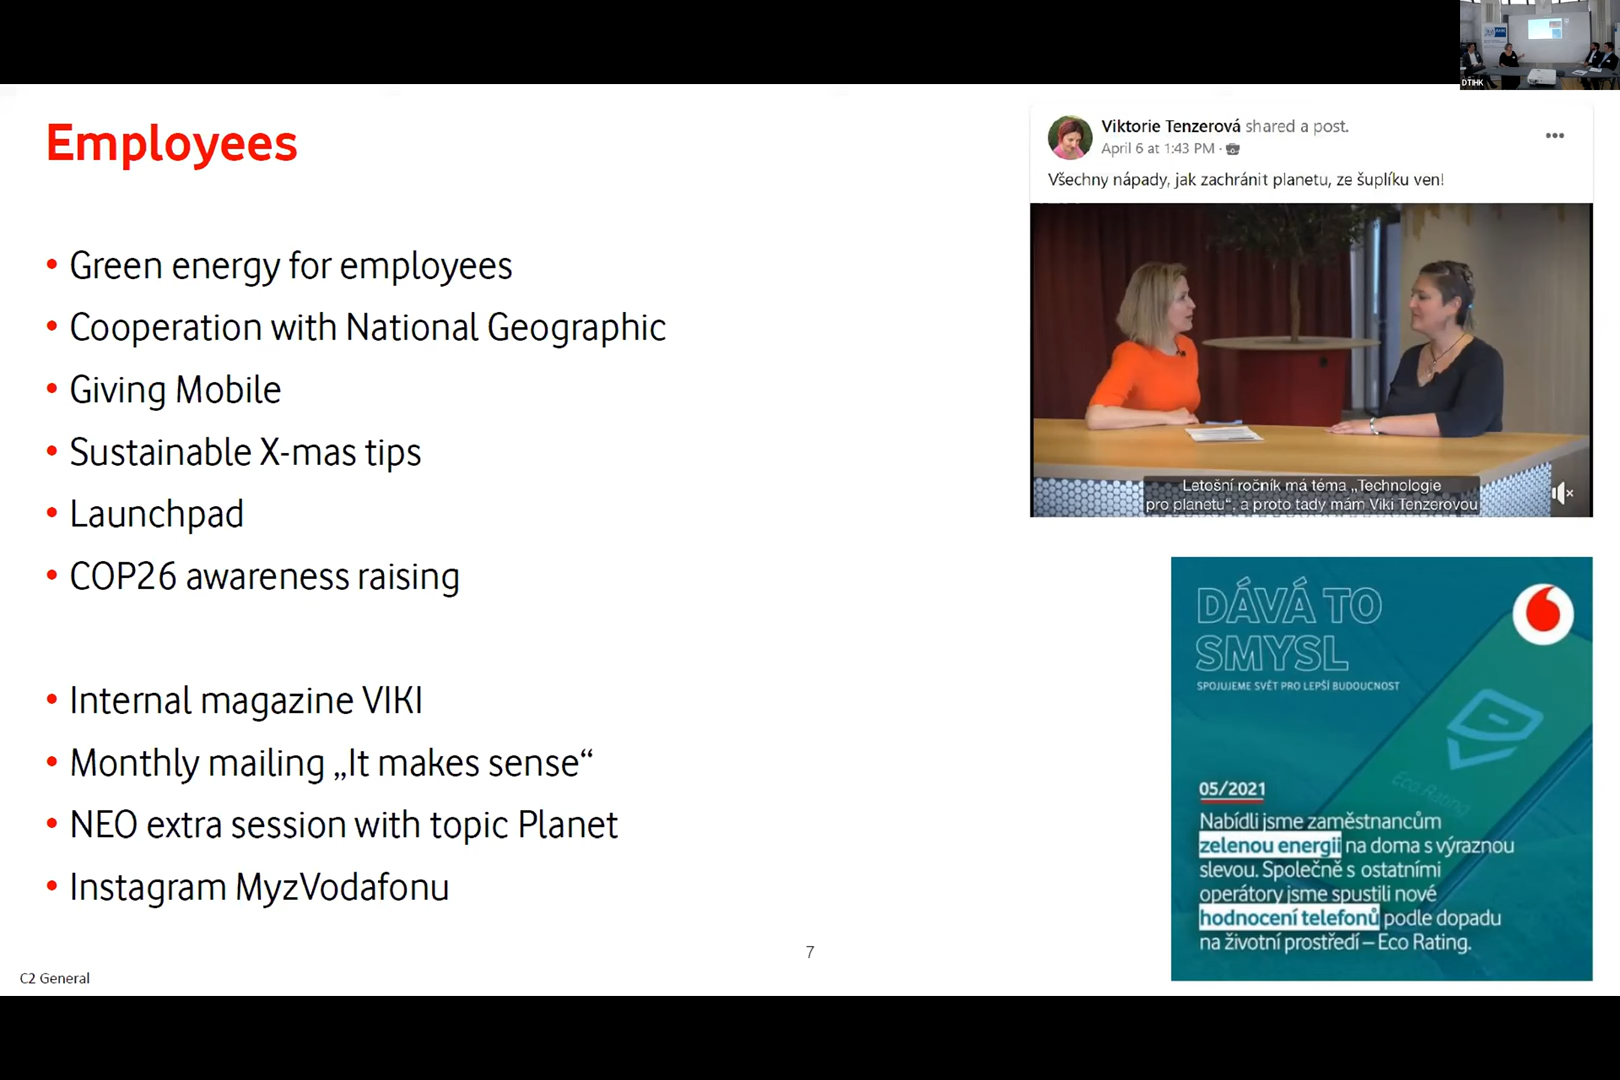 DTIHK
Employees
• Green energy for employees
• Cooperation with National Geographic
• Giving Mobile
• Sustainable X-mas tips
• Launchpad
• COP26 awareness raising
• Internal magazine VIKI
• Monthly mailing „It makes sense“
• NEO extra session with topic Planet
• Instagram MyzVodafonu
7
C2 General
Viktorie Tenzerová shared a post.
April 6 at 1:43 PM ·
Všechny nápady, jak zachránit planetu, ze šuplíku ven!
Letošní ročník má téma „Technologie
pro planetu“, a proto tady mám Viki Tenzerovou
DÁVÁ TO
SMYSL
SPOJUJEME SVĚT PRO LEPŠÍ BUDOUCNOST
Eco Rating
05/2021
Nabídli jsme zaměstnancům
zelenou energii na doma s výraznou
slevou. Společně s ostatními
operátory jsme spustili nové
hodnocení telefonů podle dopadu
na životní prostředí – Eco Rating.